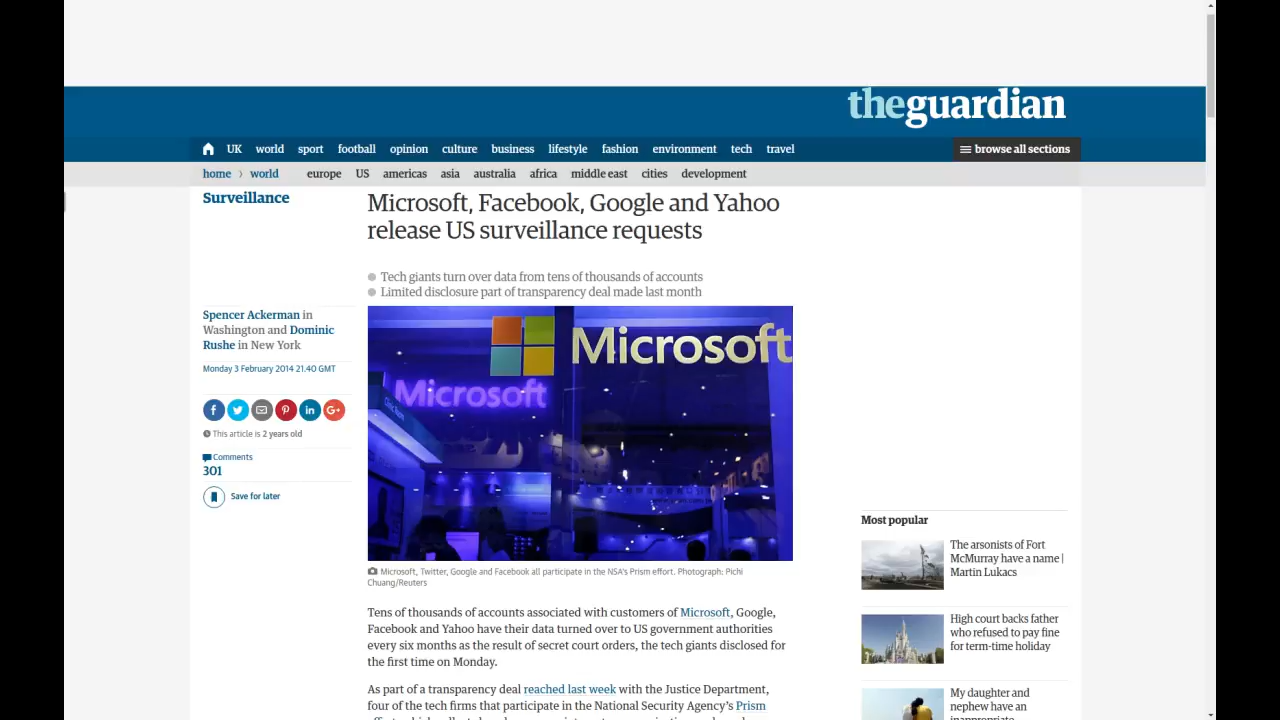 theguardian
UK world sport football opinion culture business lifestyle fashion environment tech travel browse all sections
home › world europe US americas asia australia africa middle east cities development
Surveillance
Microsoft, Facebook, Google and Yahoo
release US surveillance requests
Tech giants turn over data from tens of thousands of accounts
Limited disclosure part of transparency deal made last month
Spencer Ackerman in
Washington and Dominic
Rushe in New York
Monday 3 February 2014 21.40 GMT
This article is 2 years old
Comments
301
Save for later
Microsoft
Microsoft
Microsoft, Twitter, Google and Facebook all participate in the NSA's Prism effort. Photograph: Pichi
Chuang/Reuters
Tens of thousands of accounts associated with customers of Microsoft, Google,
Facebook and Yahoo have their data turned over to US government authorities
every six months as the result of secret court orders, the tech giants disclosed for
the first time on Monday.
As part of a transparency deal reached last week with the Justice Department,
four of the tech firms that participate in the National Security Agency's Prism
Most popular
The arsonists of Fort
McMurray have a name |
Martin Lukacs
High court backs father
who refused to pay fine
for term-time holiday
My daughter and
nephew have an